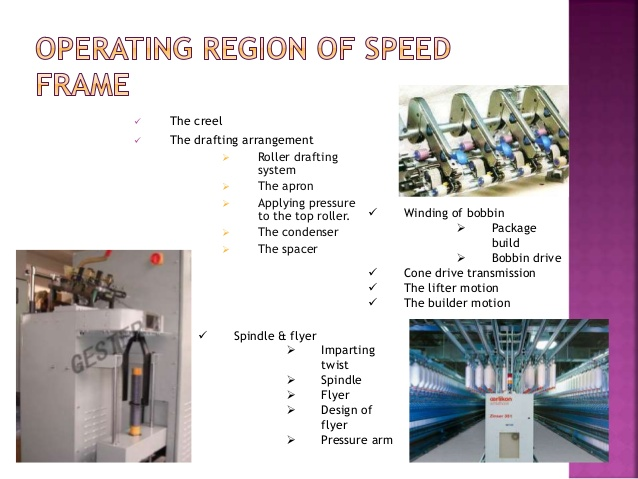 OPERATING REGION OF SPEED
FRAME
The creel
The drafting arrangement
Roller drafting
system
The apron
Applying pressure
to the top roller.
The condenser
The spacer
Winding of bobbin
Package
build
Bobbin drive
Cone drive transmission
The lifter motion
The builder motion
Spindle & flyer
Imparting
twist
Spindle
Flyer
Design of
flyer
Pressure arm
GESTER
oerlikon